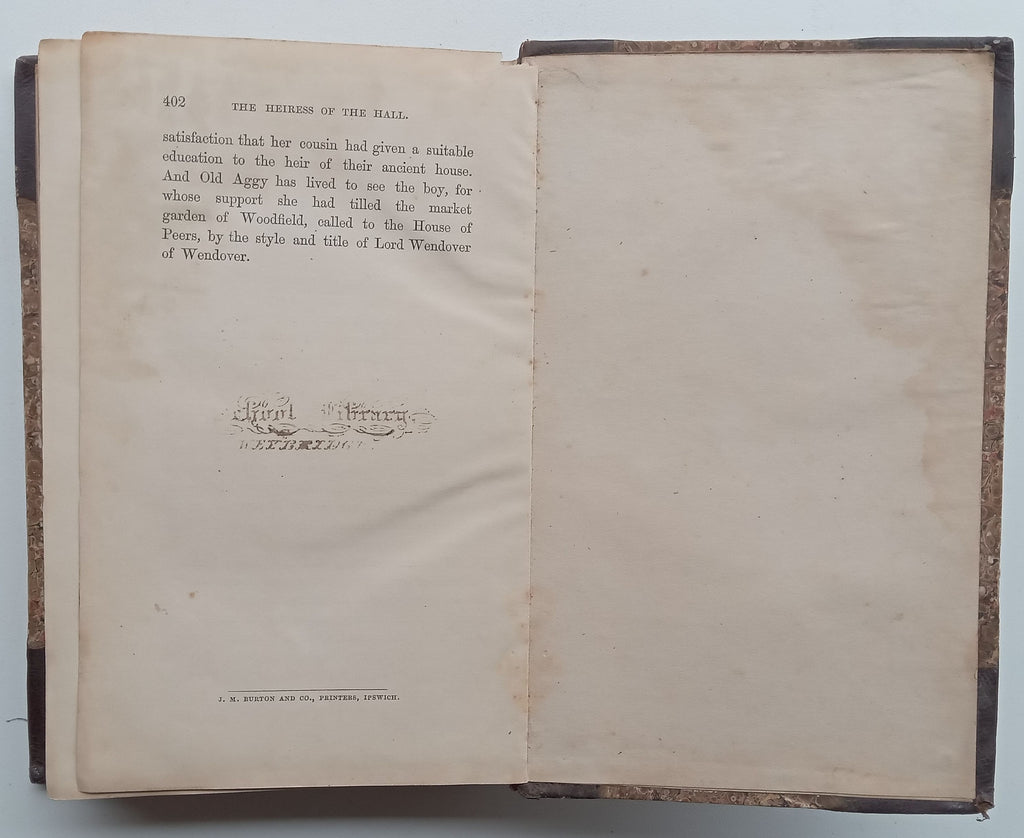 402 THE HEIRESS OF THE HALL.
satisfaction that her cousin had given a suitable
education to the heir of their ancient house.
And Old Aggy has lived to see the boy, for
whose support she had tilled the market
garden of Woodfield, called to the House of
Peers, by the style and title of Lord Wendover
of Wendover.
Library
J. M. BURTON AND CO., PRINTERS, IPSWICH.